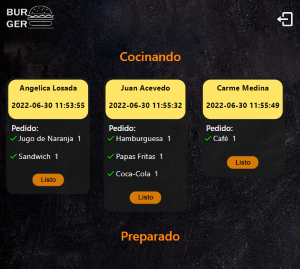 BUR
GER
Cocinando
Angelica Losada
2022-06-30 11:53:55
Pedido:
Jugo de Naranja 1
Sandwich 1
Listo
Juan Acevedo
2022-06-30 11:55:32
Pedido:
Hamburguesa 1
Papas Fritas 1
Coca-Cola 1
Listo
Carme Medina
2022-06-30 11:55:49
Pedido:
Café 1
Listo
Preparado